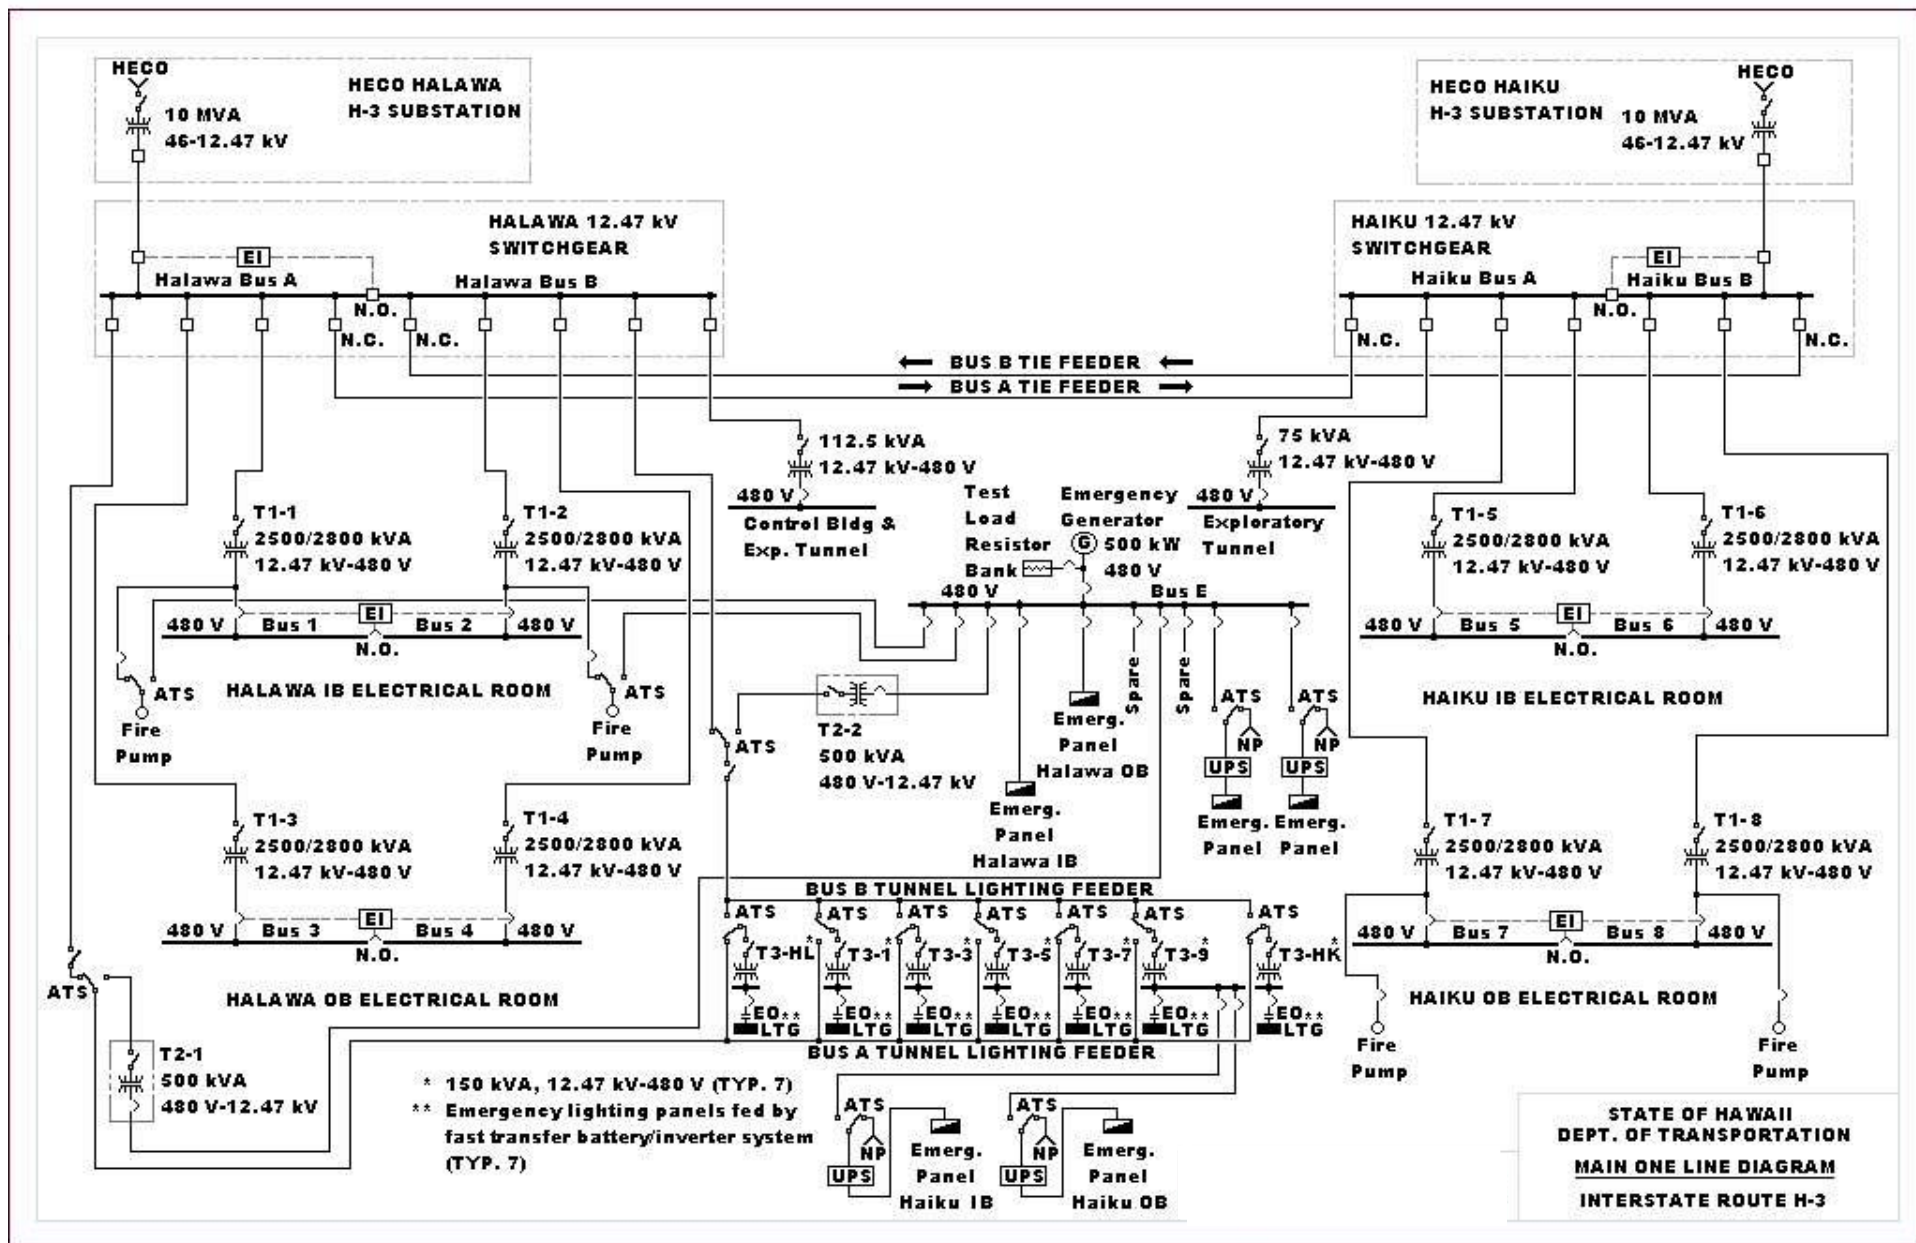 HECO
10 MVA
46-12.47 kV
HECO HALAWA
H-3 SUBSTATION
HECO HAIKU
H-3 SUBSTATION
HECO
10 MVA
46-12.47 kV
HALAWA 12.47 kV
SWITCHGEAR
EI
Halawa Bus A
Halawa Bus B
N.O.
N.C.
N.C.
HAIKU 12.47 kV
SWITCHGEAR
EI
Haiku Bus A
Haiku Bus B
N.O.
N.C.
N.C.
BUS B TIE FEEDER
BUS A TIE FEEDER
112.5 kVA
12.47 kV-480 V
480 V
Control Bldg &
Exp. Tunnel
75 kVA
12.47 kV-480 V
480 V
Exploratory
Tunnel
Test
Load
Resistor
Bank
Emergency
Generator
G
500 kW
480 V
480 V
Bus E
T1-1
2500/2800 kVA
12.47 kV-480 V
T1-2
2500/2800 kVA
12.47 kV-480 V
EI
480 V
Bus 1
Bus 2
480 V
N.O.
HALAWA IB ELECTRICAL ROOM
ATS
Fire
Pump
ATS
Fire
Pump
T1-5
2500/2800 kVA
12.47 kV-480 V
T1-6
2500/2800 kVA
12.47 kV-480 V
EI
480 V
Bus 5
Bus 6
480 V
N.O.
HAIKU IB ELECTRICAL ROOM
T2-2
500 kVA
480 V-12.47 kV
ATS
Emerg.
Panel
Halawa IB
Emerg.
Panel
Halawa OB
Spare
Spare
ATS
NP
UPS
Emerg.
Panel
ATS
NP
UPS
Emerg.
Panel
T1-3
2500/2800 kVA
12.47 kV-480 V
T1-4
2500/2800 kVA
12.47 kV-480 V
EI
480 V
Bus 3
Bus 4
480 V
N.O.
HALAWA OB ELECTRICAL ROOM
T1-7
2500/2800 kVA
12.47 kV-480 V
T1-8
2500/2800 kVA
12.47 kV-480 V
EI
480 V
Bus 7
Bus 8
480 V
N.O.
HAIKU OB ELECTRICAL ROOM
Fire
Pump
Fire
Pump
BUS B TUNNEL LIGHTING FEEDER
ATS ATS ATS ATS ATS ATS ATS
T3-HL* T3-1* T3-3* T3-5* T3-7* T3-9* T3-HK*
EO** EO** EO** EO** EO** EO** EO**
LTG LTG LTG LTG LTG LTG LTG
BUS A TUNNEL LIGHTING FEEDER
ATS
T2-1
500 kVA
480 V-12.47 kV
* 150 kVA, 12.47 kV-480 V (TYP. 7)
** Emergency lighting panels fed by
fast transfer battery/inverter system
(TYP. 7)
ATS
NP
UPS
Emerg.
Panel
Haiku IB
ATS
NP
UPS
Emerg.
Panel
Haiku OB
STATE OF HAWAII
DEPT. OF TRANSPORTATION
MAIN ONE LINE DIAGRAM
INTERSTATE ROUTE H-3